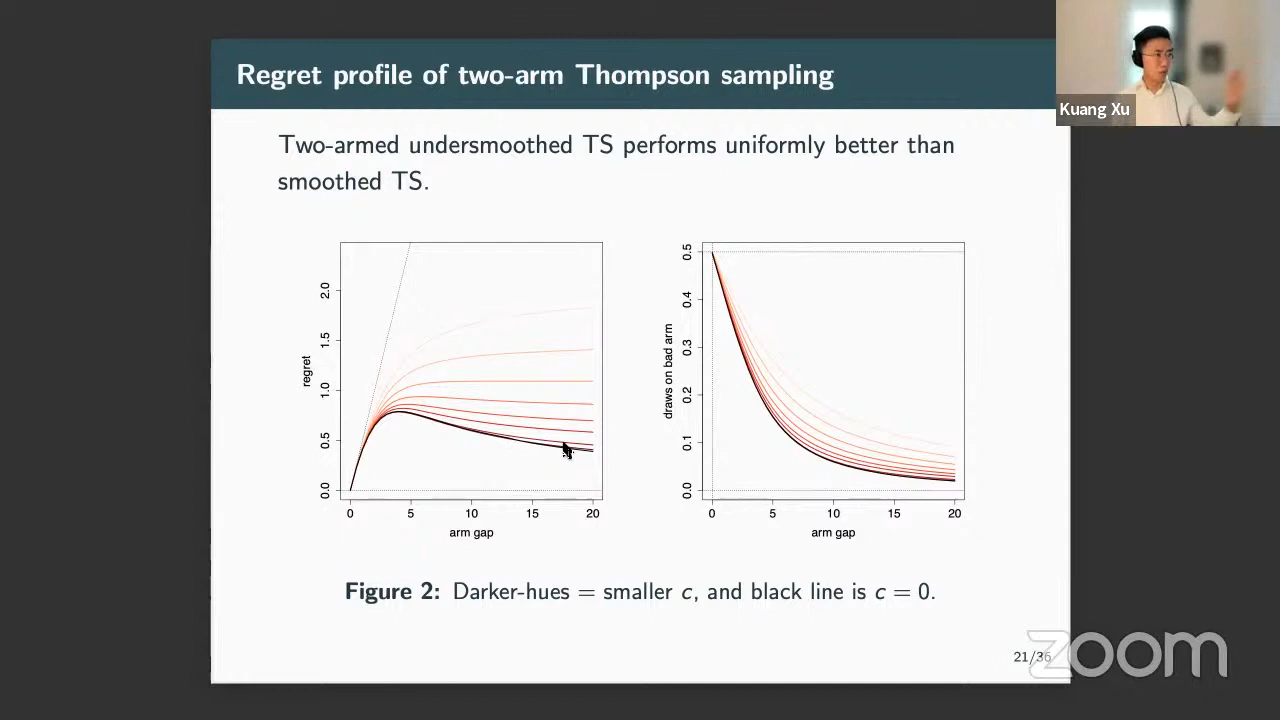 Regret profile of two-arm Thompson sampling
Kuang Xu
Two-armed undersmoothed TS performs uniformly better than
smoothed TS.
regret
0.0 0.5 1.0 1.5 2.0
0 5 10 15 20
arm gap
draws on bad arm
0.0 0.1 0.2 0.3 0.4 0.5
0 5 10 15 20
arm gap
Figure 2: Darker-hues = smaller c, and black line is c = 0.
21/36
zoom